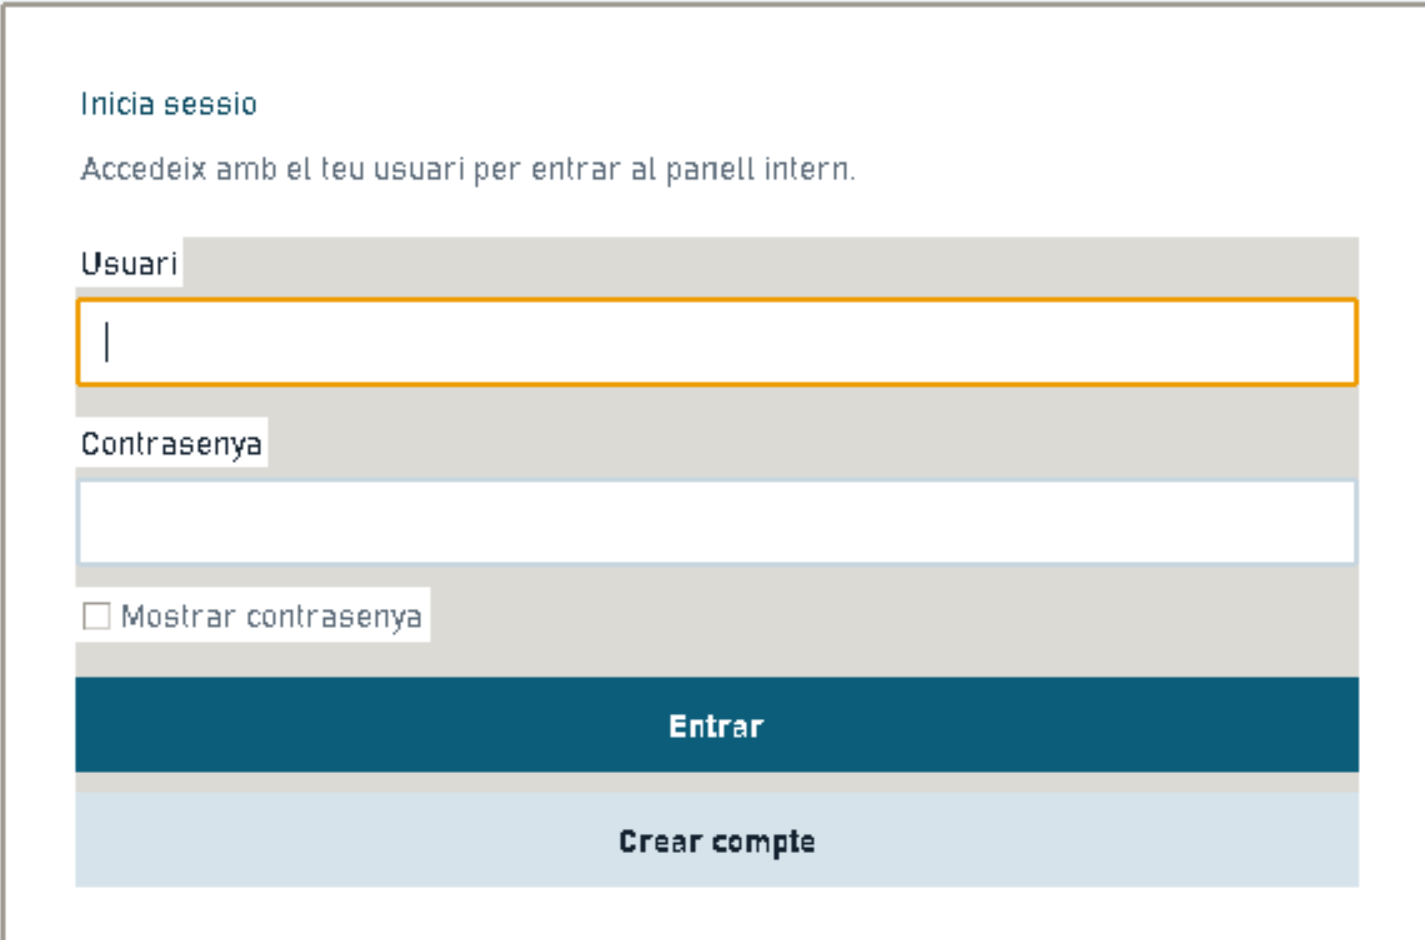 Inicia sessio
Accedeix amb el teu usuari per entrar al panell intern.
Usuari
Contrasenya
Mostrar contrasenya
Entrar
Crear compte